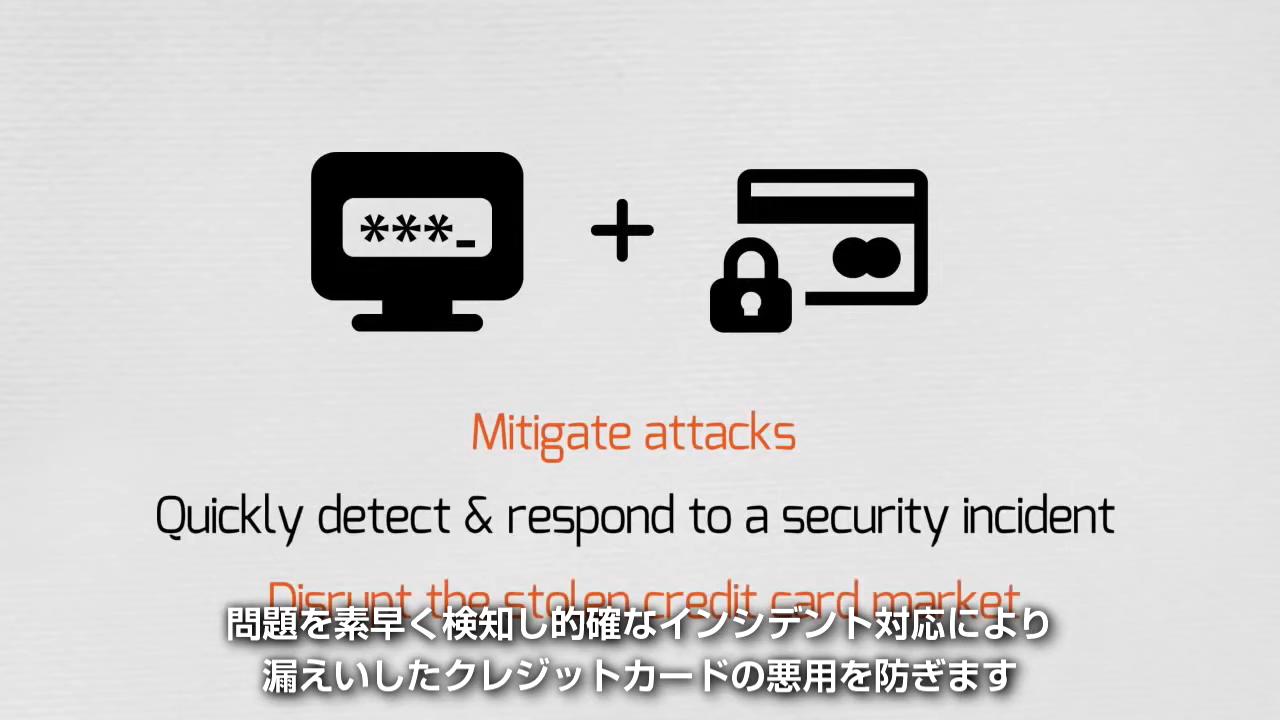 ***_
Mitigate attacks
Quickly detect & respond to a security incident
Disrupt the stolen credit card market
問題を素早く検知し的確なインシデント対応により
漏えいしたクレジットカードの悪用を防ぎます